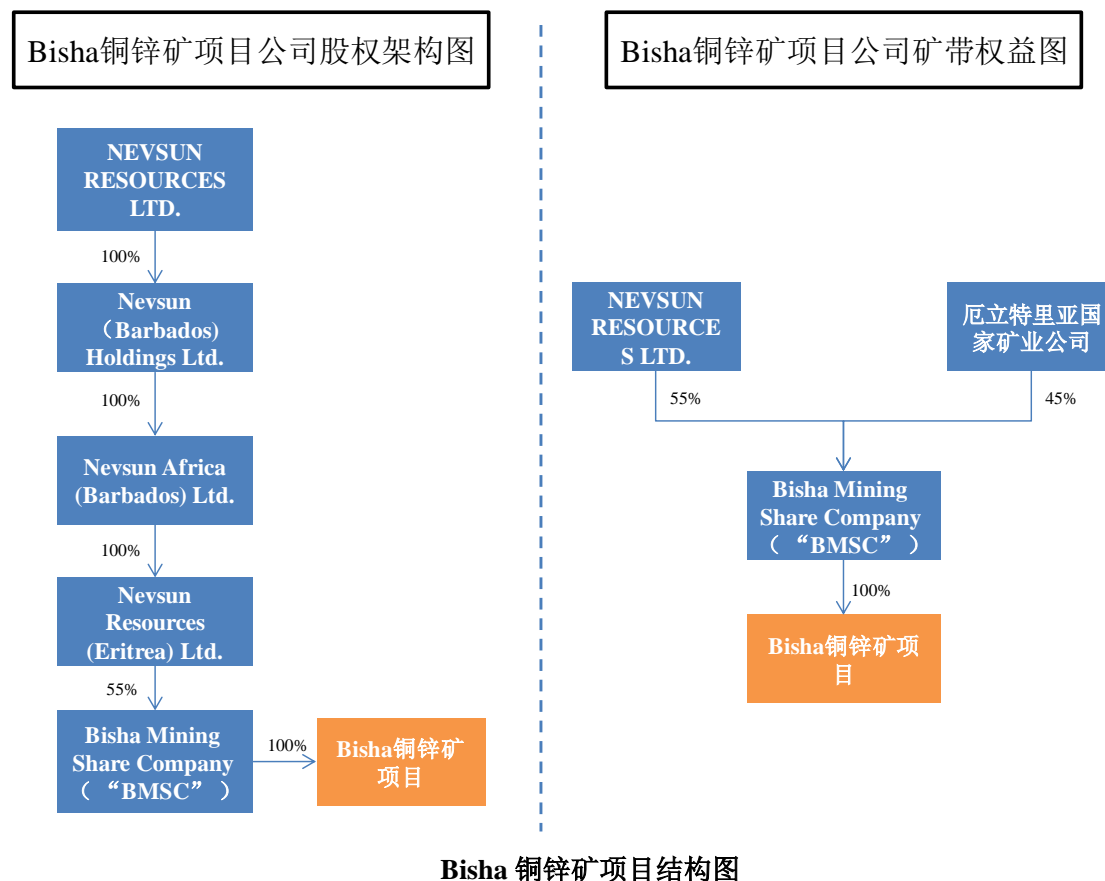 Bisha铜锌矿项目公司股权架构图
NEVSUN
RESOURCES
LTD.
100%
Nevsun
（Barbados)
Holdings Ltd.
100%
Nevsun Africa
(Barbados) Ltd.
100%
Nevsun
Resources
(Eritrea) Ltd.
55%
Bisha Mining
Share Company
（ “BMSC” ）
100%
Bisha铜锌矿
项目
Bisha铜锌矿项目公司矿带权益图
NEVSUN
RESOURCE
S LTD.
厄立特里亚国
家矿业公司
55%
45%
Bisha Mining
Share Company
（ “BMSC” ）
100%
Bisha铜锌矿项
目
Bisha 铜锌矿项目结构图